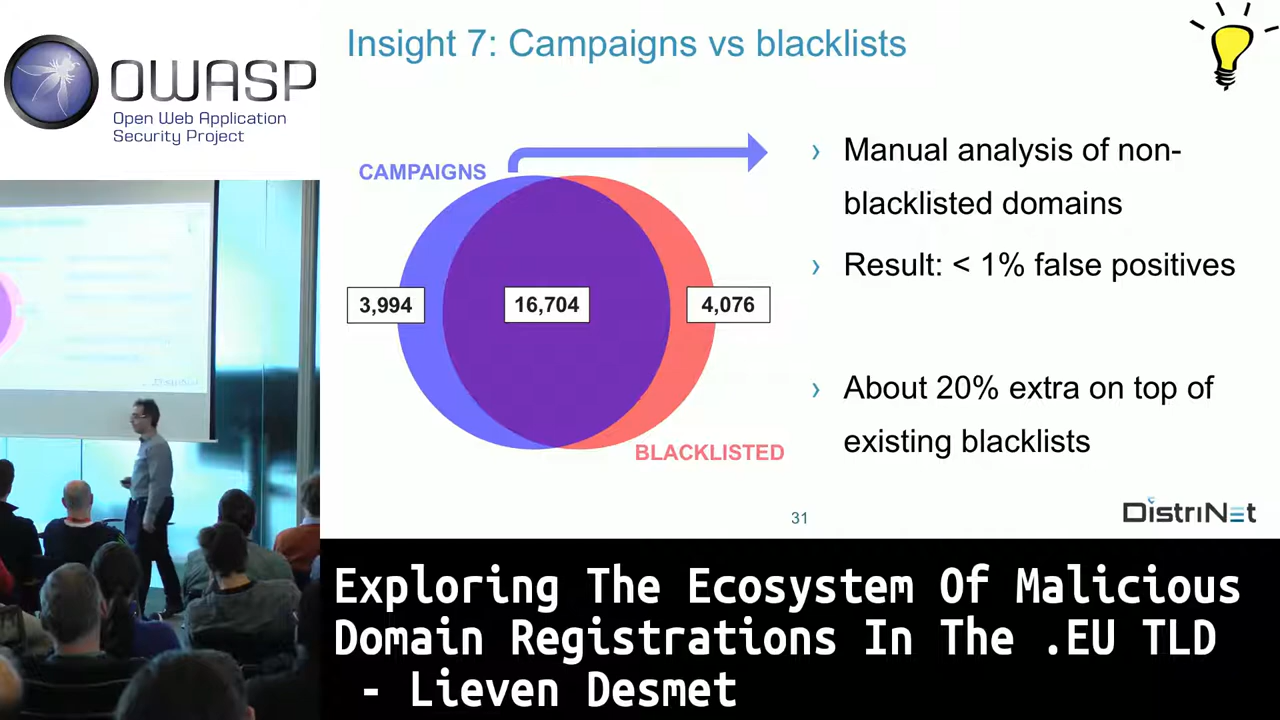 OWASP
Open Web Application
Security Project
Insight 7: Campaigns vs blacklists
CAMPAIGNS
3,994
16,704
4,076
BLACKLISTED
› Manual analysis of non-
blacklisted domains
› Result: < 1% false positives
› About 20% extra on top of
existing blacklists
31
DistriNet
Exploring The Ecosystem Of Malicious
Domain Registrations In The .EU TLD
- Lieven Desmet